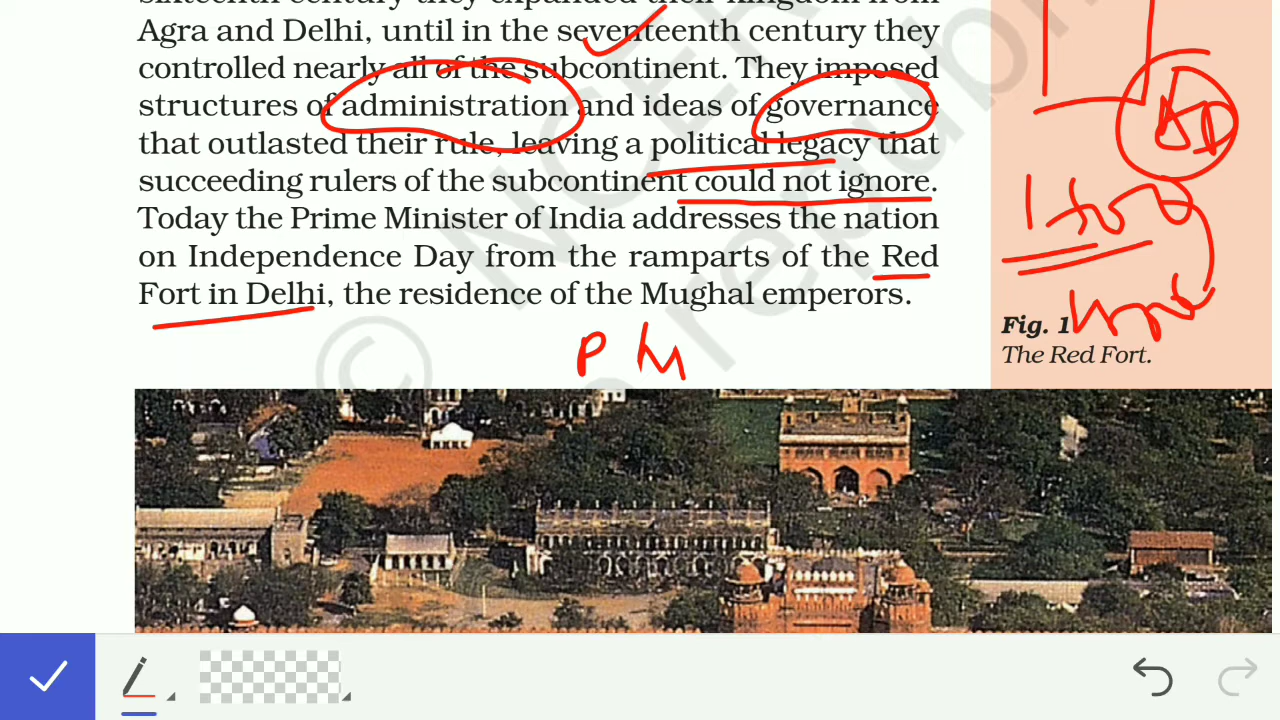 sixteenth century they expanded their kingdom from
Agra and Delhi, until in the seventeenth century they
controlled nearly all of the subcontinent. They imposed
structures of administration and ideas of governance
that outlasted their rule, leaving a political legacy that
succeeding rulers of the subcontinent could not ignore.
Today the Prime Minister of India addresses the nation
on Independence Day from the ramparts of the Red
Fort in Delhi, the residence of the Mughal emperors.
PM
AD
Fig. 1
The Red Fort.